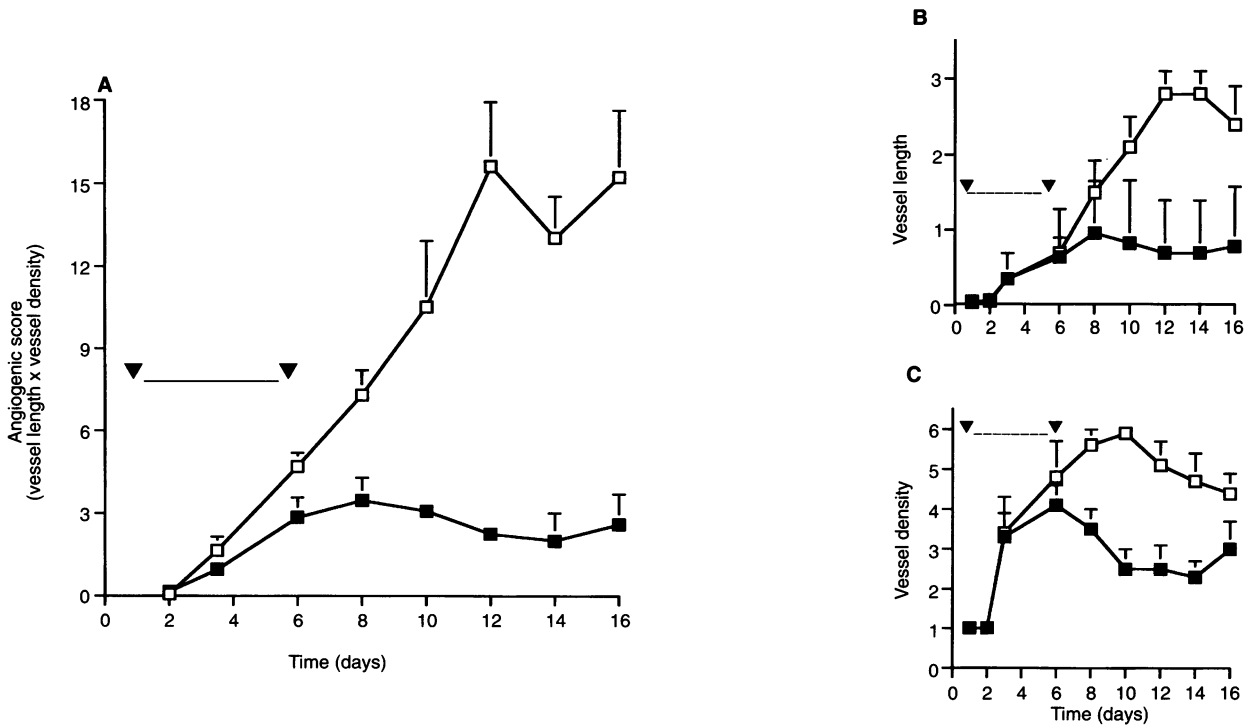 A
18
15
12
9
6
3
0
Angiogenic score
(vessel length x vessel density)
0 2 4 6 8 10 12 14 16
Time (days)
B
3
2
1
0
Vessel length
0 2 4 6 8 10 12 14 16
C
6
5
4
3
2
1
0
Vessel density
0 2 4 6 8 10 12 14 16
Time (days)